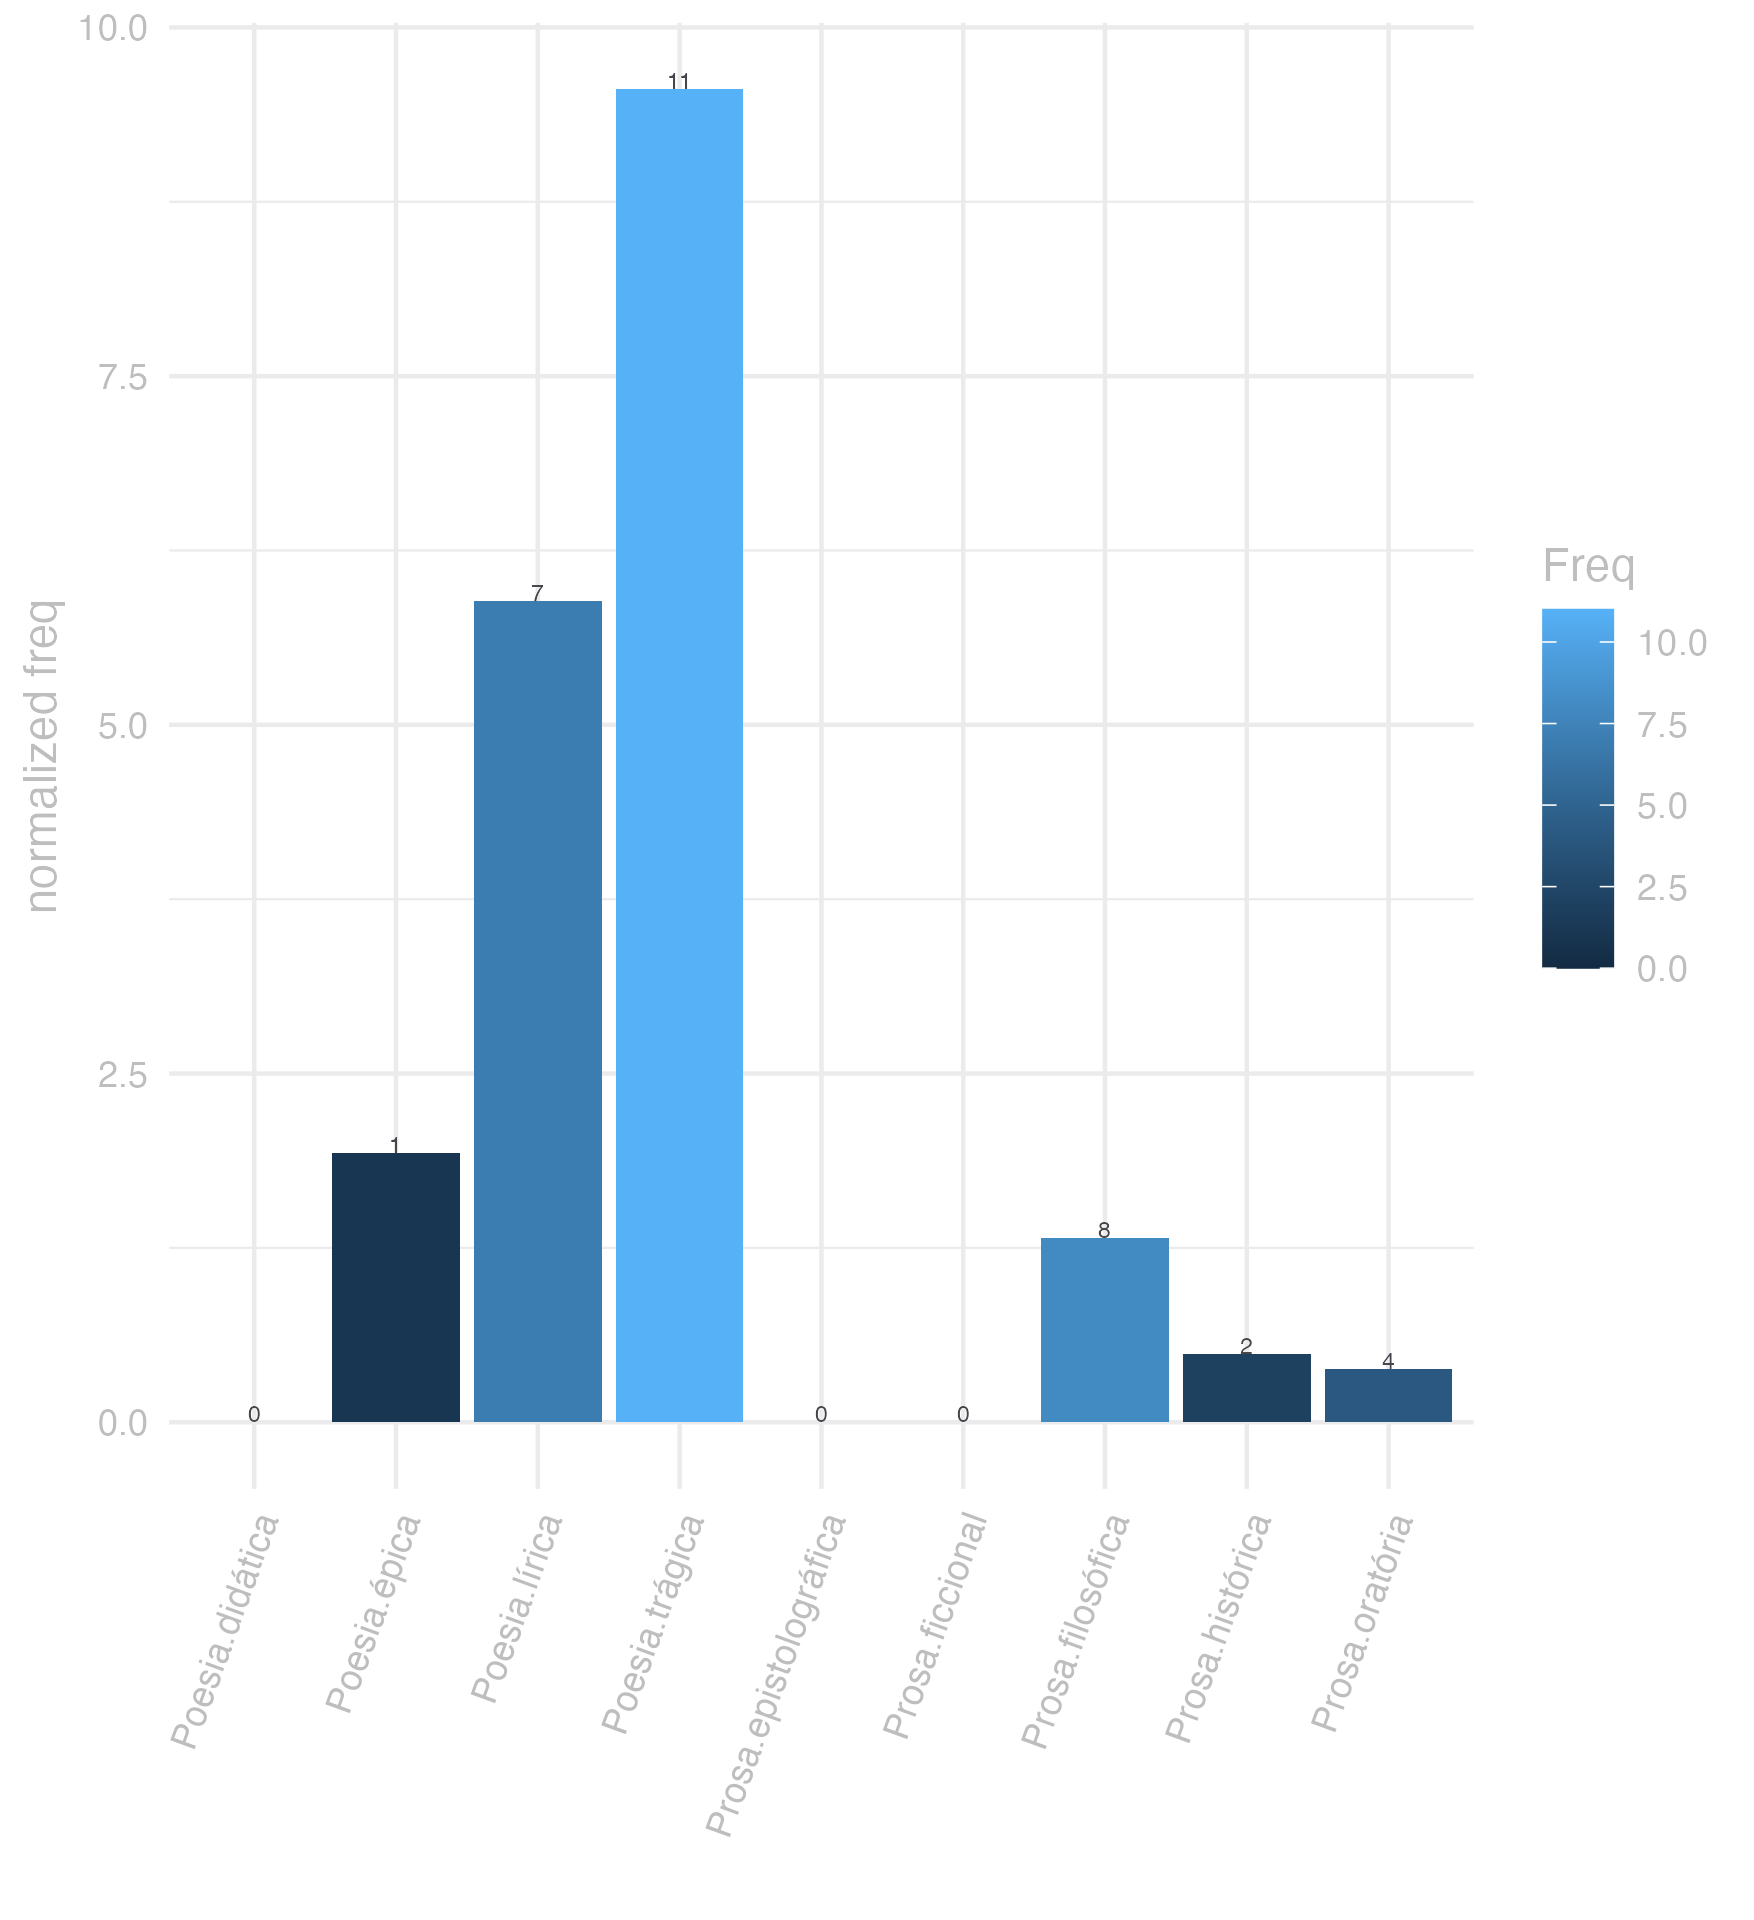 normalized freq
10.0
7.5
5.0
2.5
0.0
0
1
7
11
0
0
8
2
4
Poesia.didática
Poesia.épica
Poesia.lírica
Poesia.trágica
Prosa.epistolográfica
Prosa.ficcional
Prosa.filosófica
Prosa.histórica
Prosa.oratória
Freq
10.0
7.5
5.0
2.5
0.0